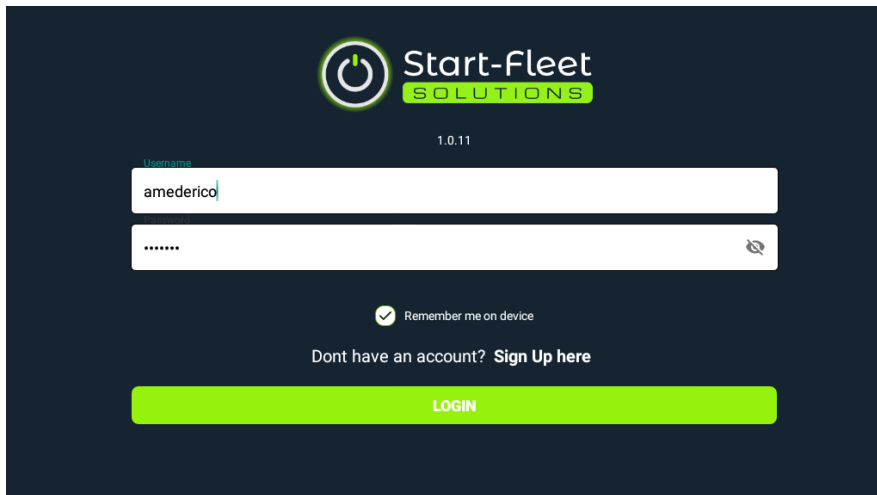 Start-Fleet
SOLUTIONS
1.0.11
Username
amederico
Password
•••••••
Remember me on device
Dont have an account? Sign Up here
LOGIN